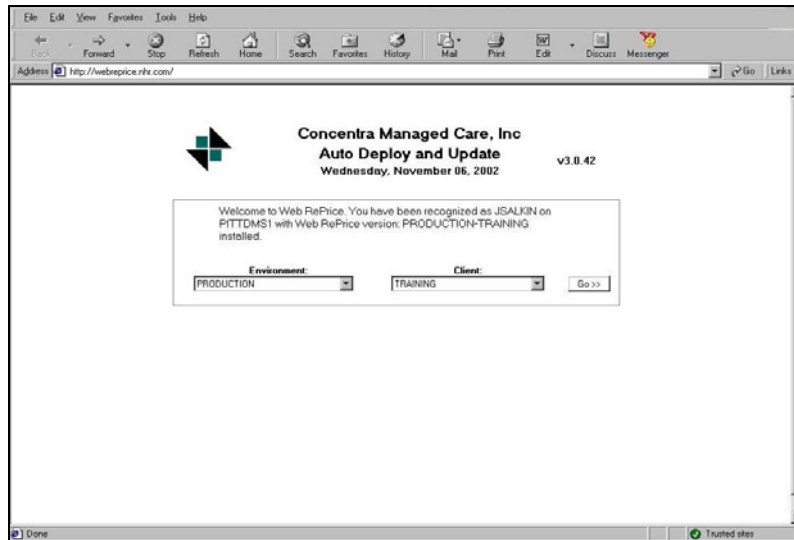 File Edit View Favorites Tools Help
Back Forward Stop Refresh Home Search Favorites History Mail Print Edit Discuss Messenger
Address http://webreprice.nhr.com/ Go Links
Concentra Managed Care, Inc
Auto Deploy and Update
v3.0.42
Wednesday, November 06, 2002
Welcome to Web RePrice. You have been recognized as JSALKIN on
PITTDMS1 with Web RePrice version: PRODUCTION-TRAINING
installed.
Environment: Client:
PRODUCTION TRAINING Go >>
Done Trusted sites